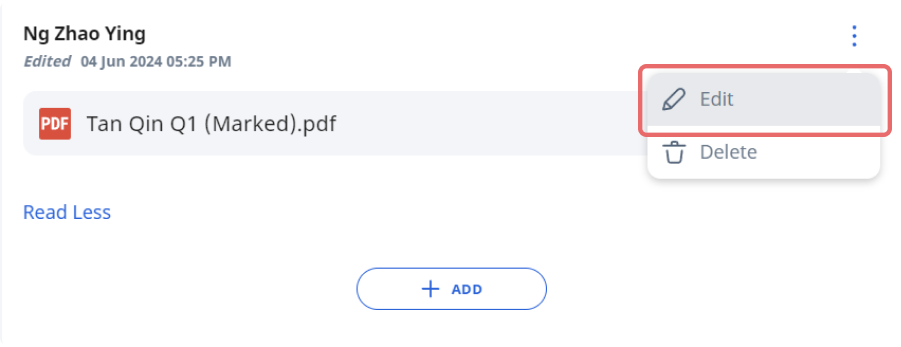 Ng Zhao Ying
Edited 04 Jun 2024 05:25 PM
Edit
PDF Tan Qin Q1 (Marked).pdf
Delete
Read Less
+ ADD